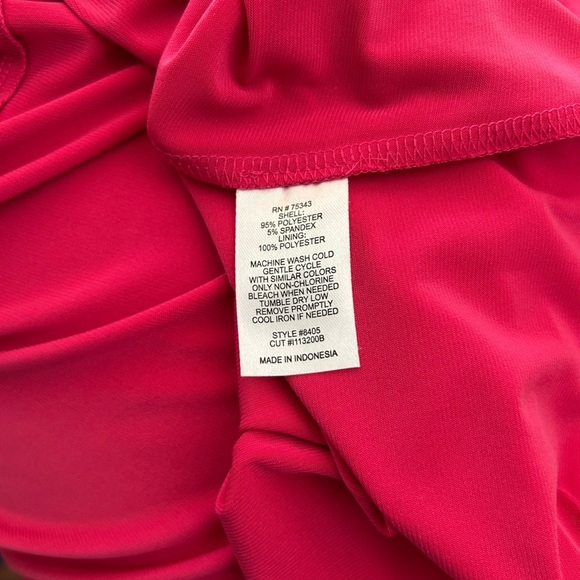 RN # 75343
SHELL:
95% POLYESTER
5% SPANDEX
LINING:
100% POLYESTER
MACHINE WASH COLD
GENTLE CYCLE
WITH SIMILAR COLORS
ONLY NON-CHLORINE
BLEACH WHEN NEEDED
TUMBLE DRY LOW
REMOVE PROMPTLY
COOL IRON IF NEEDED
STYLE #8405
CUT #I113200B
MADE IN INDONESIA